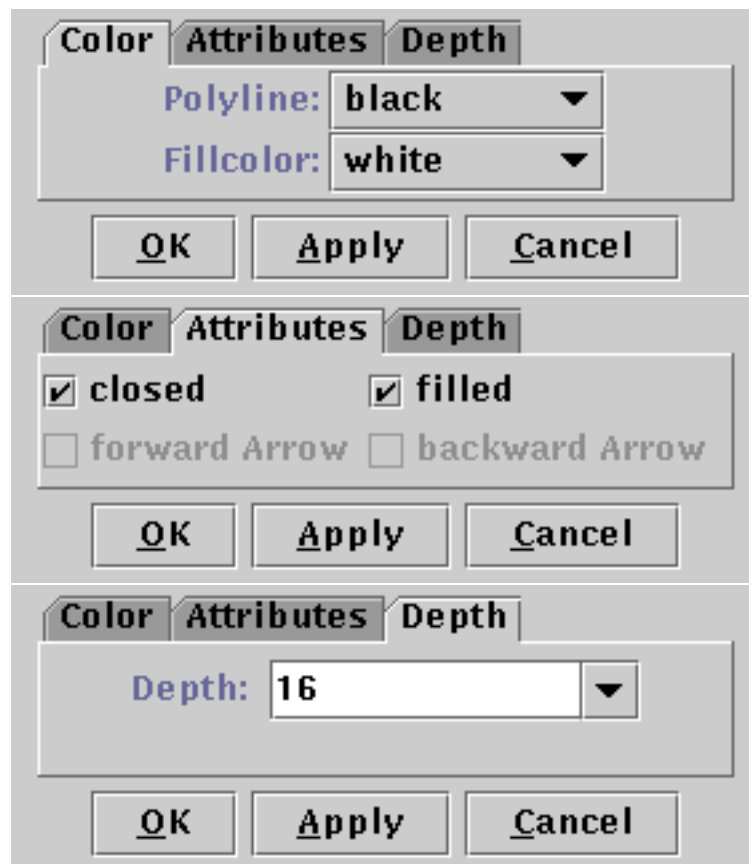 Color Attributes Depth
Polyline: black
Fillcolor: white
OK Apply Cancel
Color Attributes Depth
closed filled
forward Arrow backward Arrow
OK Apply Cancel
Color Attributes Depth
Depth: 16
OK Apply Cancel